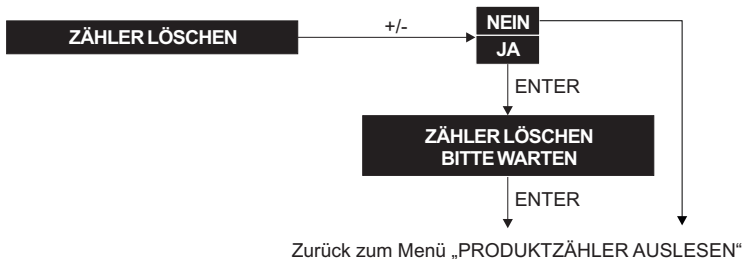 ZÄHLER LÖSCHEN
+/-
NEIN
JA
ENTER
ZÄHLER LÖSCHEN
BITTE WARTEN
ENTER
Zurück zum Menü „PRODUKTZÄHLER AUSLESEN“